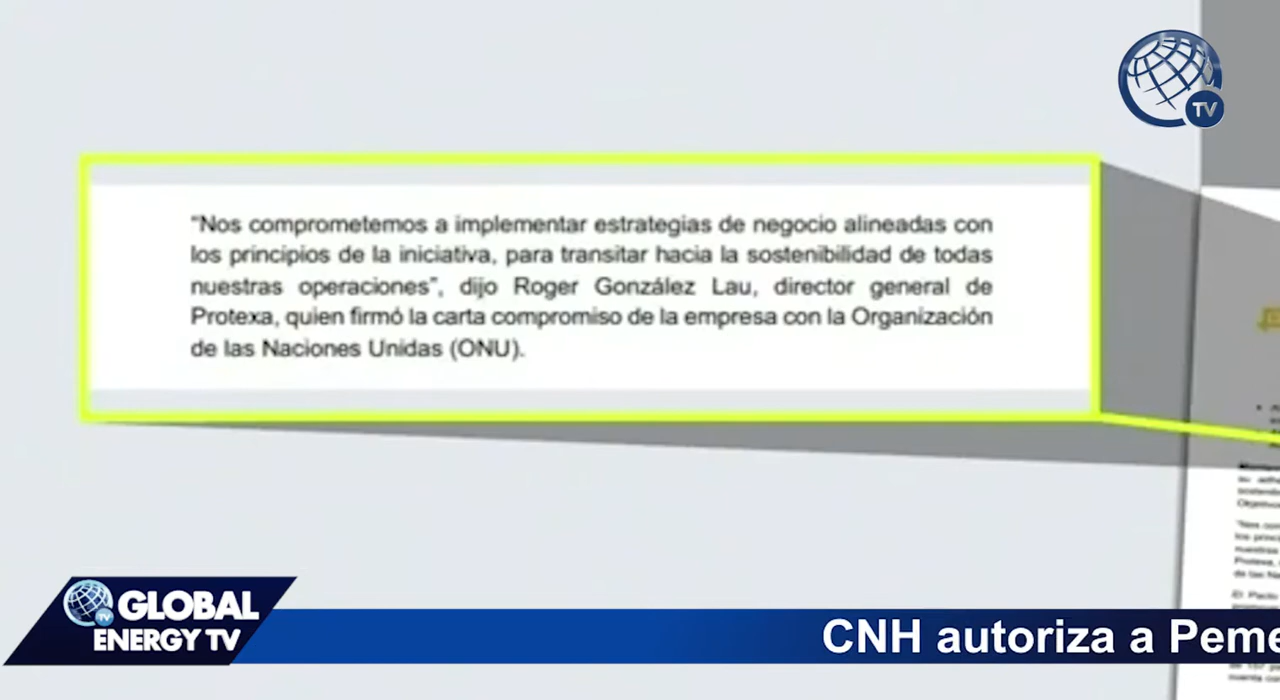 TV
"Nos comprometemos a implementar estrategias de negocio alineadas con
los principios de la iniciativa, para transitar hacia la sostenibilidad de todas
nuestras operaciones", dijo Roger González Lau, director general de
Protexa, quien firmó la carta compromiso de la empresa con la Organización
de las Naciones Unidas (ONU).
GLOBAL
ENERGY TV
CNH autoriza a Peme